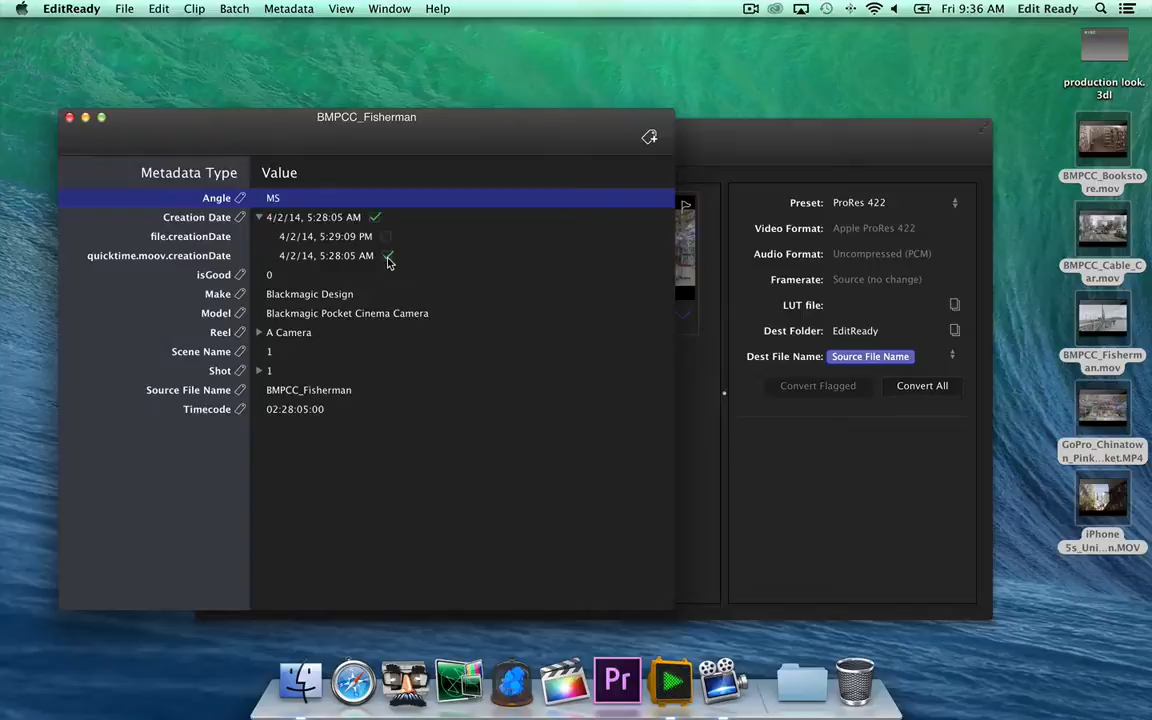 EditReady File Edit Clip Batch Metadata View Window Help Fri 9:36 AM Edit Ready
BMPCC_Fisherman
Metadata Type Value
Angle MS
Creation Date 4/2/14, 5:28:05 AM
file.creationDate 4/2/14, 5:29:09 PM
quicktime.moov.creationDate 4/2/14, 5:28:05 AM
isGood 0
Make Blackmagic Design
Model Blackmagic Pocket Cinema Camera
Reel A Camera
Scene Name 1
Shot 1
Source File Name BMPCC_Fisherman
Timecode 02:28:05:00
Preset: ProRes 422
Video Format: Apple ProRes 422
Audio Format: Uncompressed (PCM)
Framerate: Source (no change)
LUT file:
Dest Folder: EditReady
Dest File Name: Source File Name
Convert Flagged Convert All
production look.
3dl
BMPCC_Booksto
re.mov
BMPCC_Cable_C
ar.mov
BMPCC_Fisherm
an.mov
GoPro_Chinatow
n_Pink...ket.MP4
iPhone
5s_Uni...n.MOV
Pr